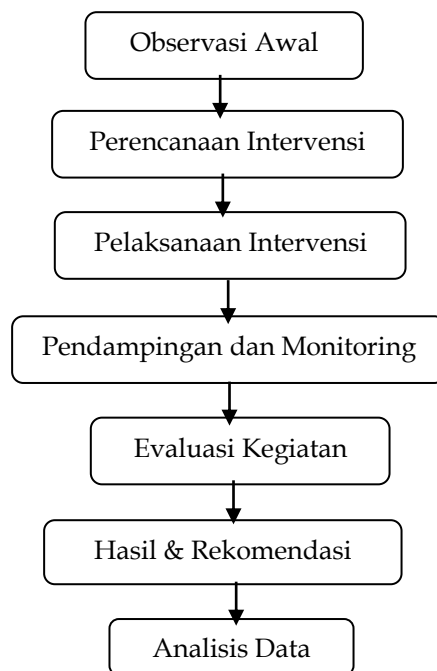 Observasi Awal
Perencanaan Intervensi
Pelaksanaan Intervensi
Pendampingan dan Monitoring
Evaluasi Kegiatan
Hasil & Rekomendasi
Analisis Data